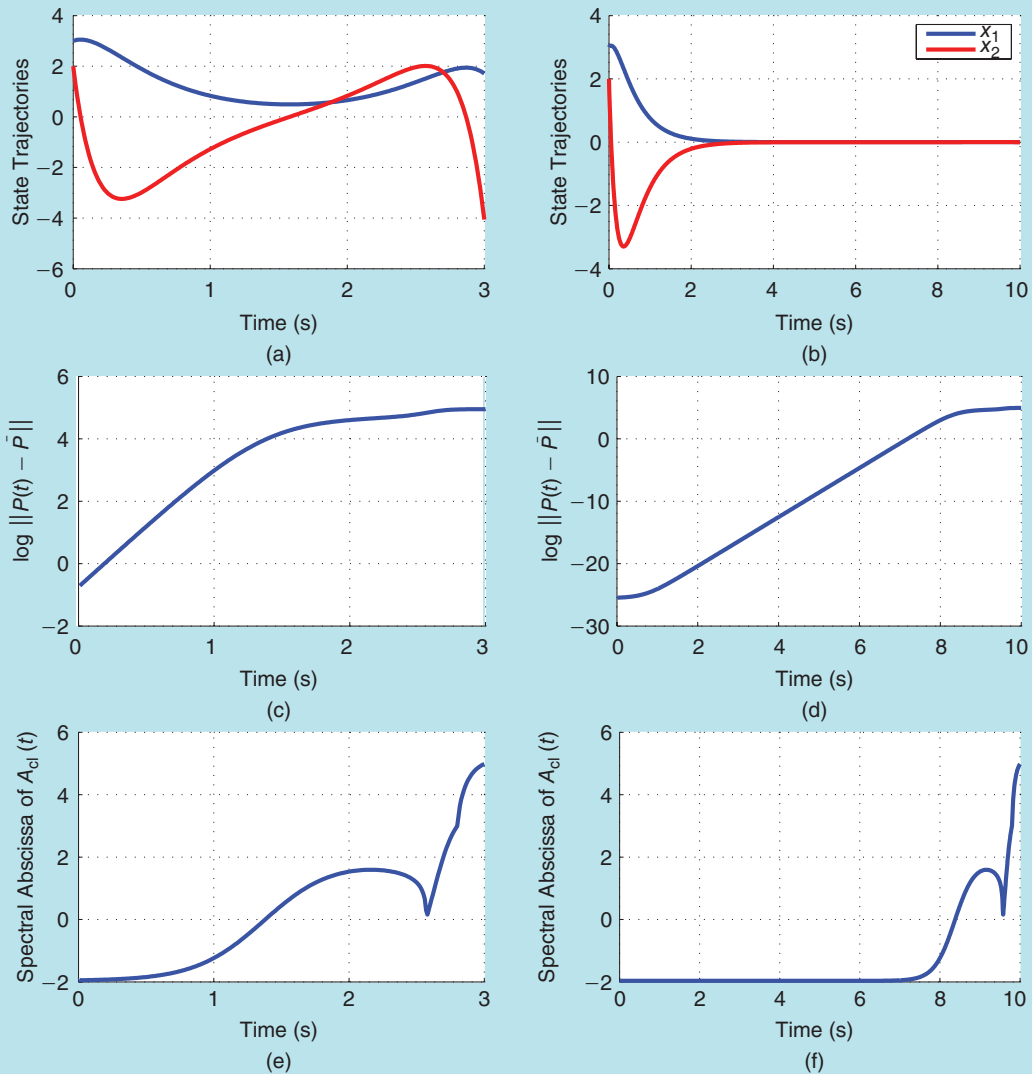 4
2
0
−2
−4
−6
State Trajectories
0 1 2 3
Time (s)
(a)
4
2
0
−2
−4
State Trajectories
x1
x2
0 2 4 6 8 10
Time (s)
(b)
6
4
2
0
−2
log ||P(t) − P̄ ||
0 1 2 3
Time (s)
(c)
10
0
−10
−20
−30
log ||P(t) − P̄ ||
0 2 4 6 8 10
Time (s)
(d)
6
4
2
0
−2
Spectral Abscissa of Acl (t)
0 1 2 3
Time (s)
(e)
6
4
2
0
−2
Spectral Abscissa of Acl (t)
0 2 4 6 8 10
Time (s)
(f)